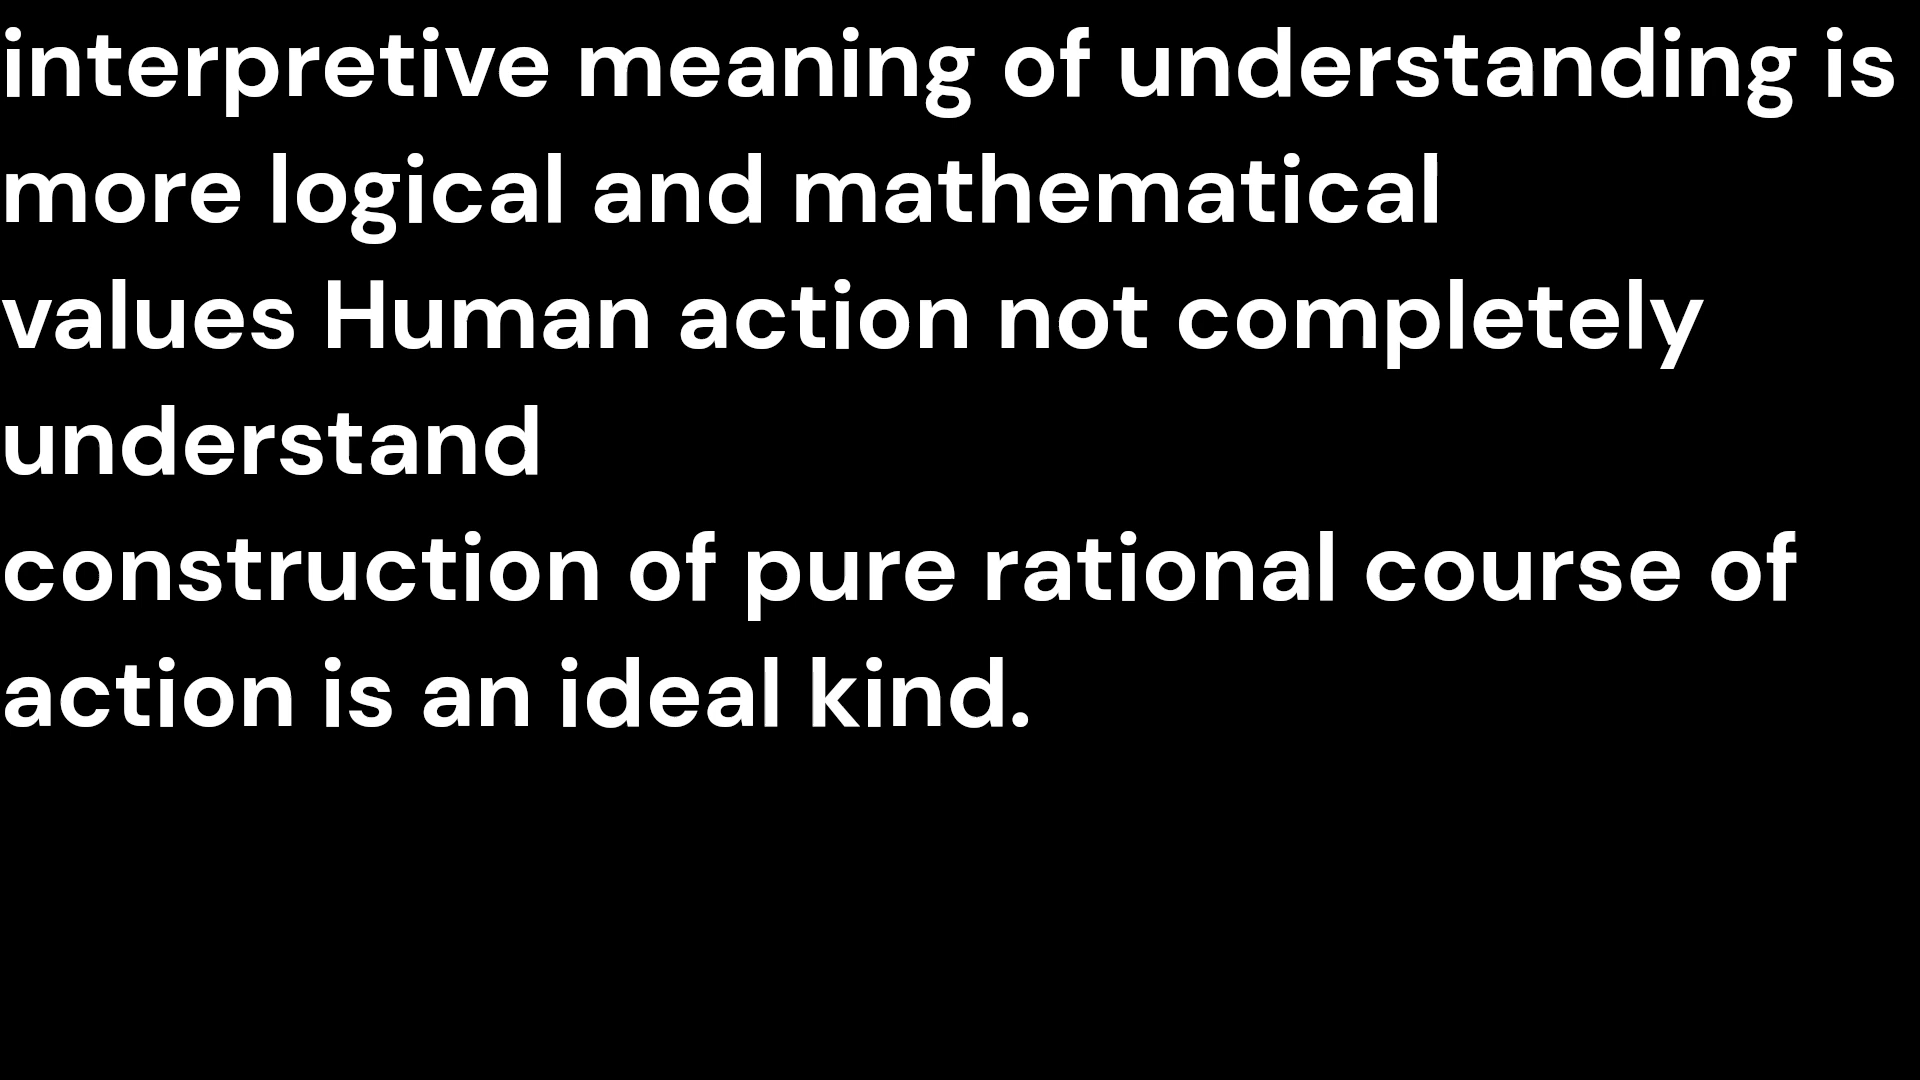 interpretive meaning of understanding is
more logical and mathematical
values Human action not completely
understand
construction of pure rational course of
action is an ideal kind.